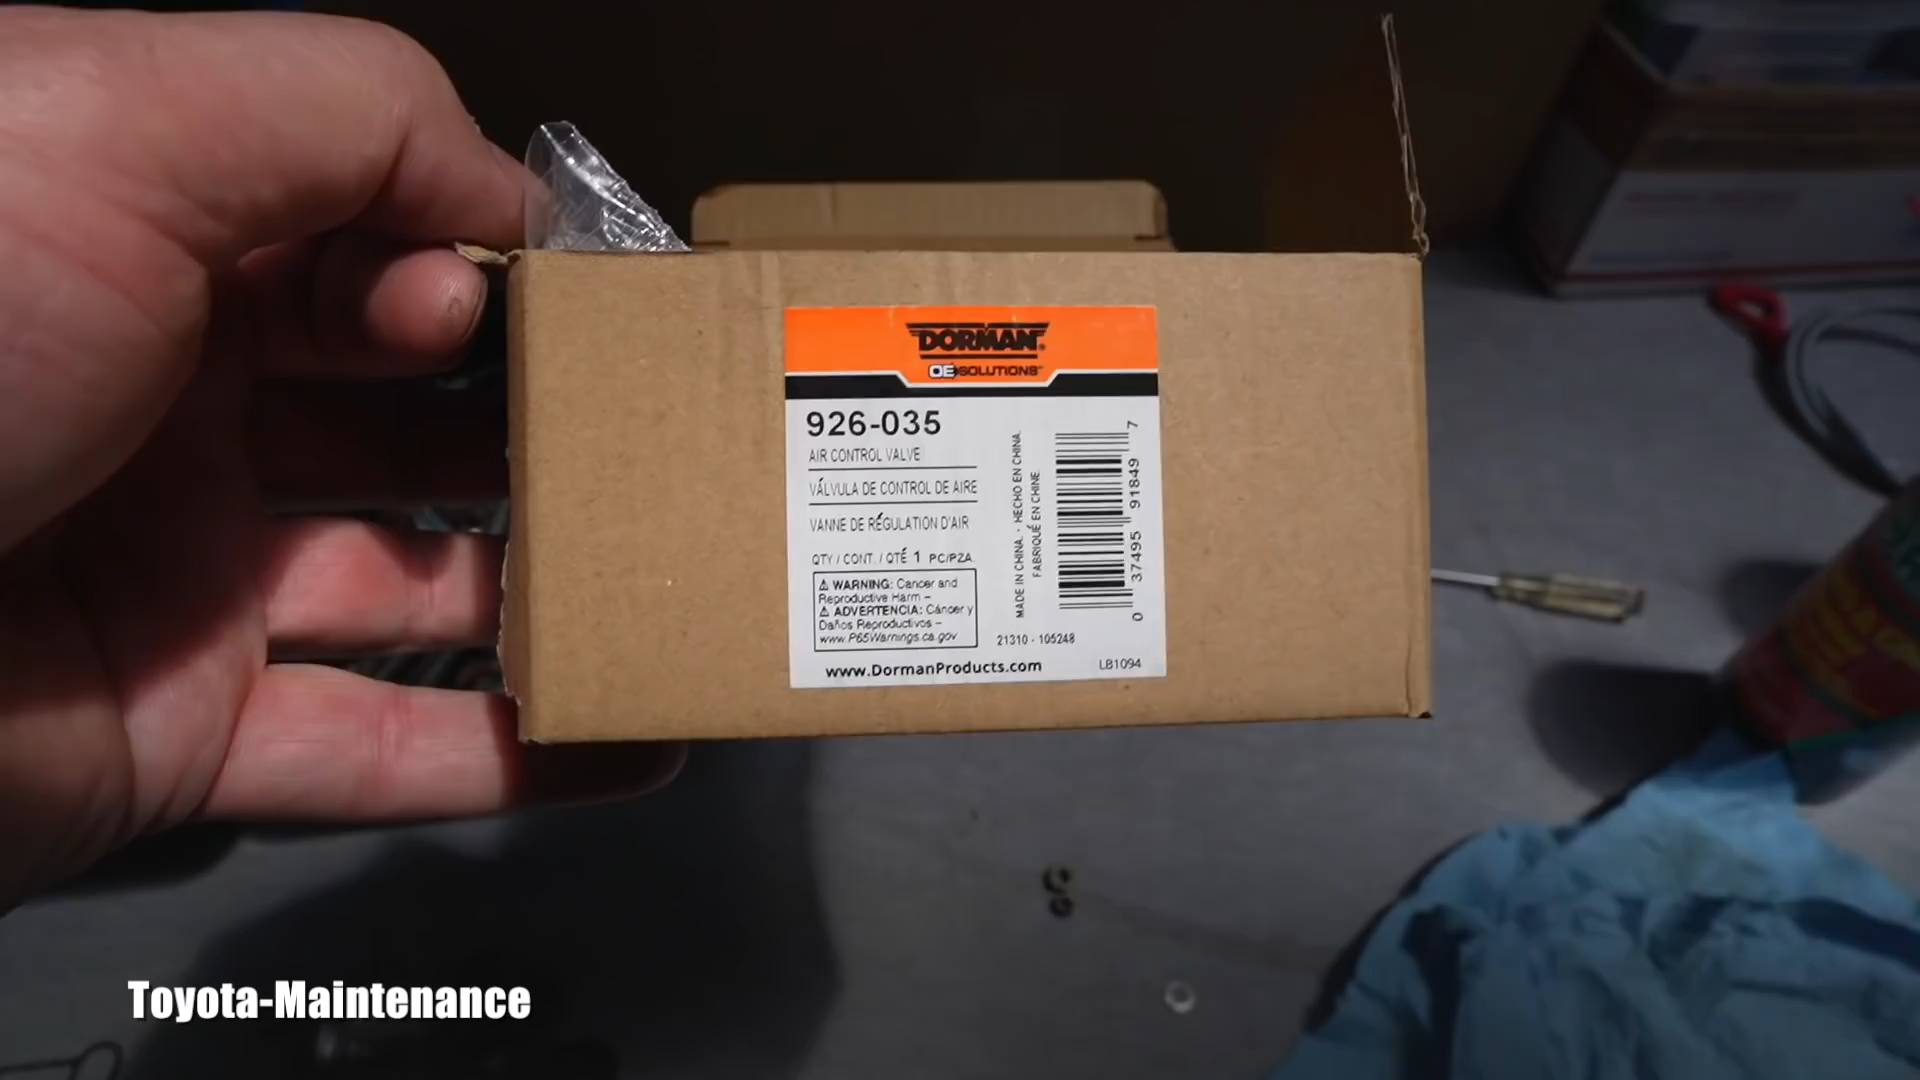 DORMAN®
OE SOLUTIONS™
926-035
AIR CONTROL VALVE
VÁLVULA DE CONTROL DE AIRE
VANNE DE RÉGULATION D'AIR
QTY / CONT. / QTÉ 1 PC/PZA
⚠ WARNING: Cancer and
Reproductive Harm –
⚠ ADVERTENCIA: Cáncer y
Daños Reproductivos –
www.P65Warnings.ca.gov
www.DormanProducts.com
MADE IN CHINA. - HECHO EN CHINA.
FABRIQUÉ EN CHINE
0 37495 91849 7
21310 - 105248
LB1094
Toyota-Maintenance